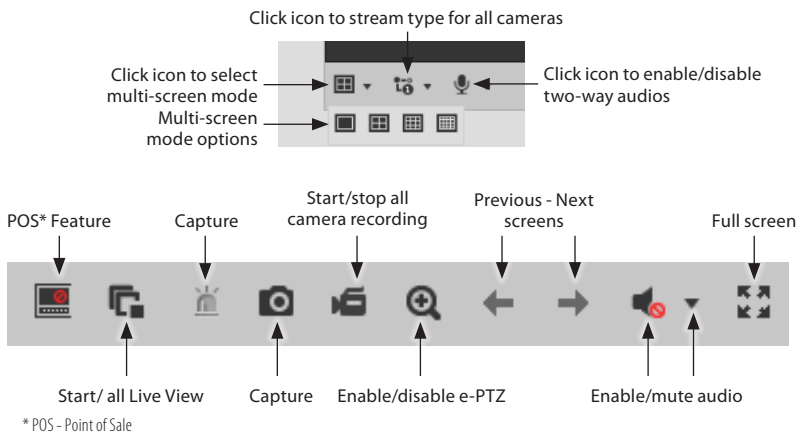 Click icon to stream type for all cameras
Click icon to select
multi-screen mode
Click icon to enable/disable
two-way audios
Multi-screen
mode options
POS* Feature
Capture
Start/stop all
camera recording
Previous - Next
screens
Full screen
Start/ all Live View
Capture
Enable/disable e-PTZ
Enable/mute audio
* POS - Point of Sale